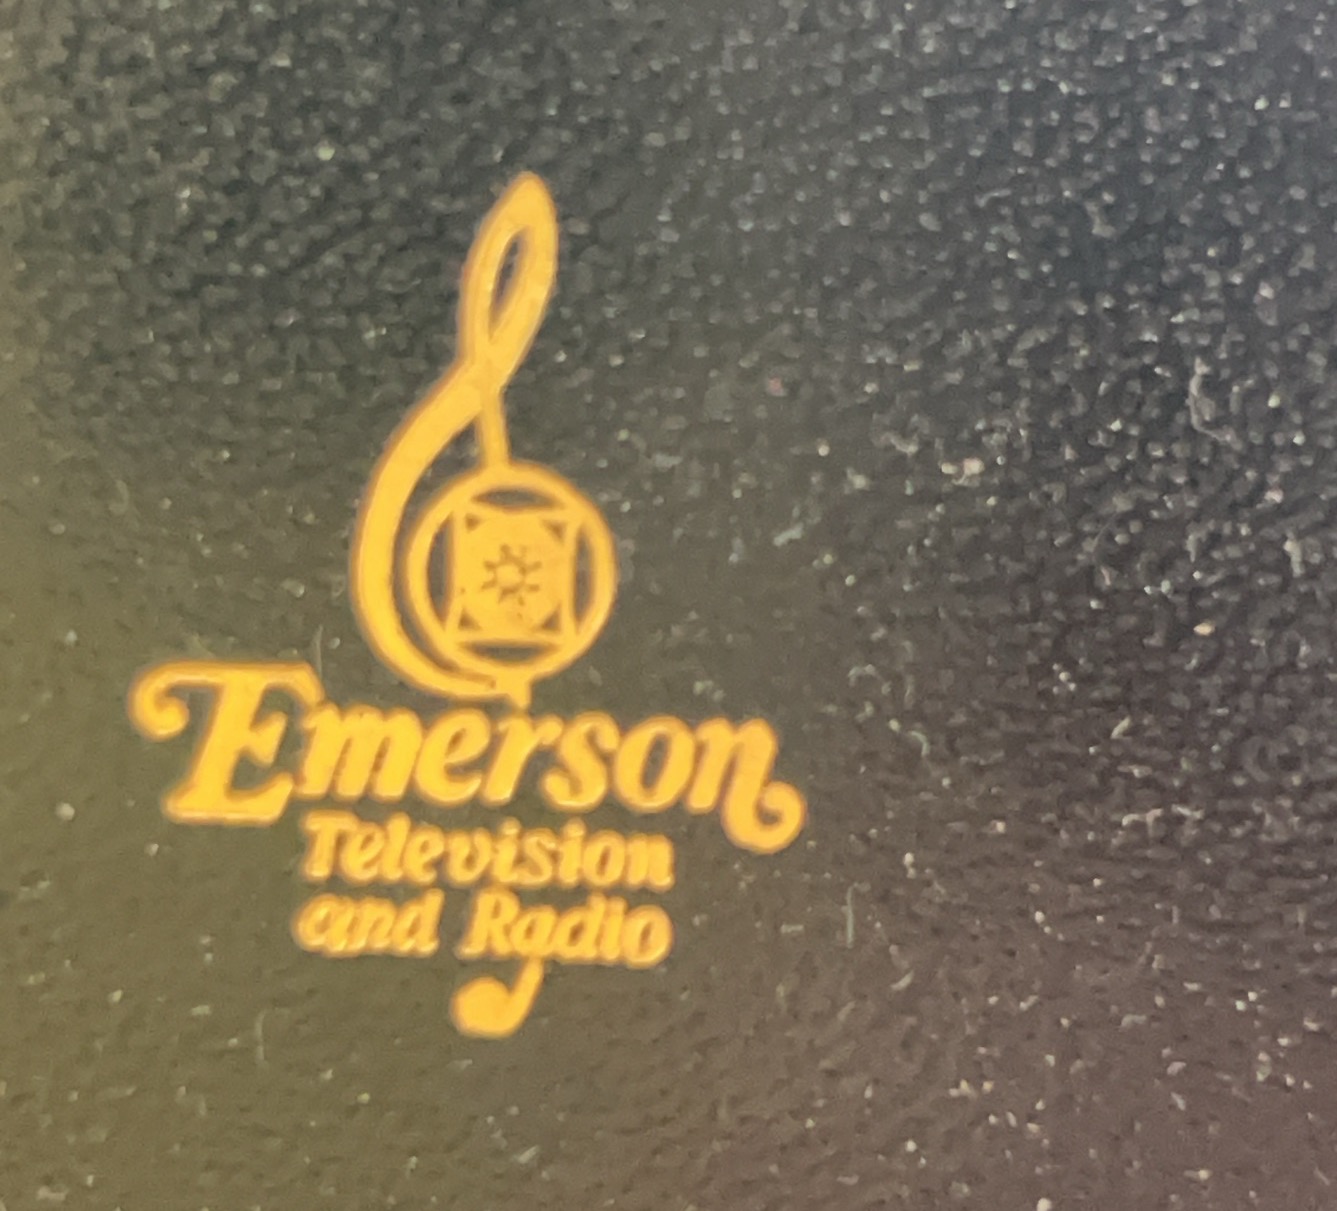 Emerson
Television
and Radio